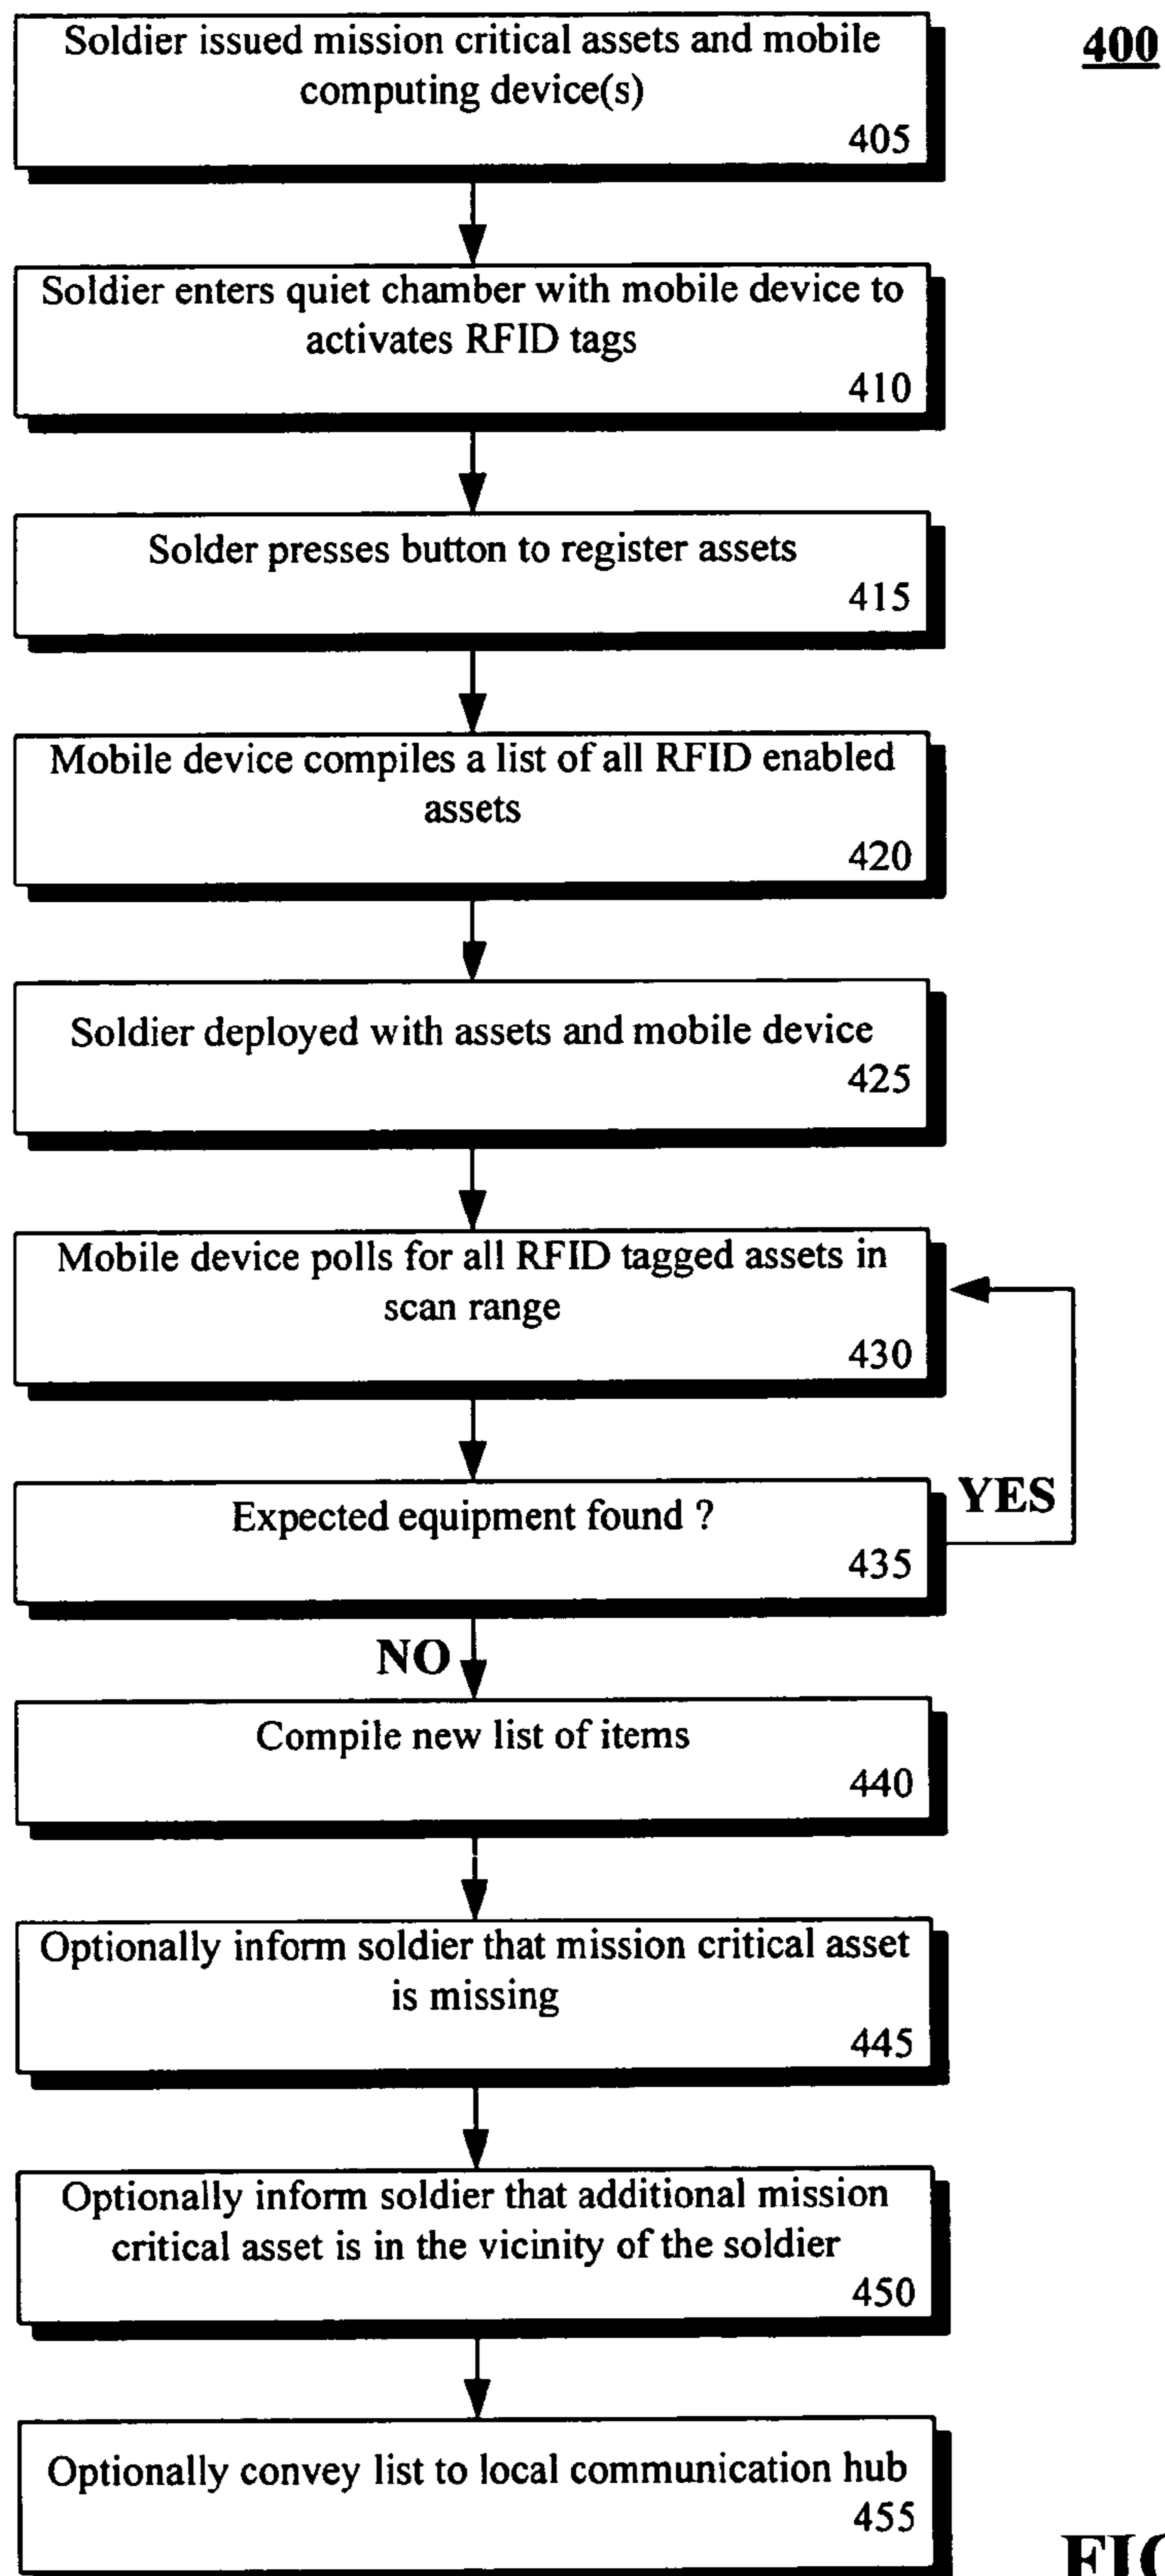 400
Soldier issued mission critical assets and mobile
computing device(s)
405
Soldier enters quiet chamber with mobile device to
activates RFID tags
410
Solder presses button to register assets
415
Mobile device compiles a list of all RFID enabled
assets
420
Soldier deployed with assets and mobile device
425
Mobile device polls for all RFID tagged assets in
scan range
430
Expected equipment found ?
435
YES
NO
Compile new list of items
440
Optionally inform soldier that mission critical asset
is missing
445
Optionally inform soldier that additional mission
critical asset is in the vicinity of the soldier
450
Optionally convey list to local communication hub
455